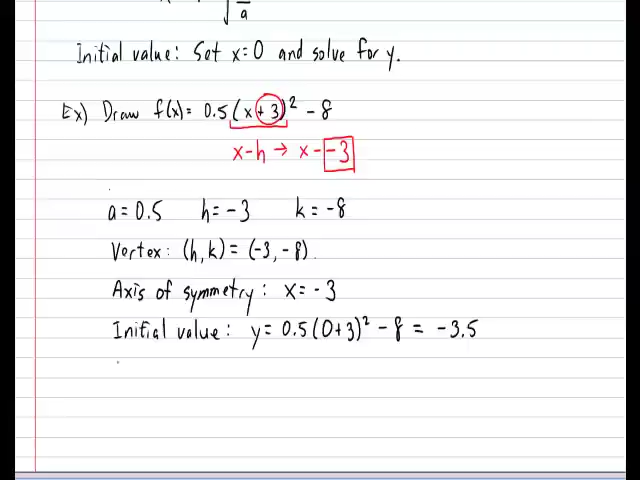 √ a
Initial value: Set x=0 and solve for y.
Ex) Draw f(x)= 0.5(x+3)² - 8
x-h → x--3
a=0.5 h=-3 k=-8
Vertex: (h, k) = (-3, -8)
Axis of symmetry: x=-3
Initial value: y= 0.5(0+3)² - 8 = -3.5